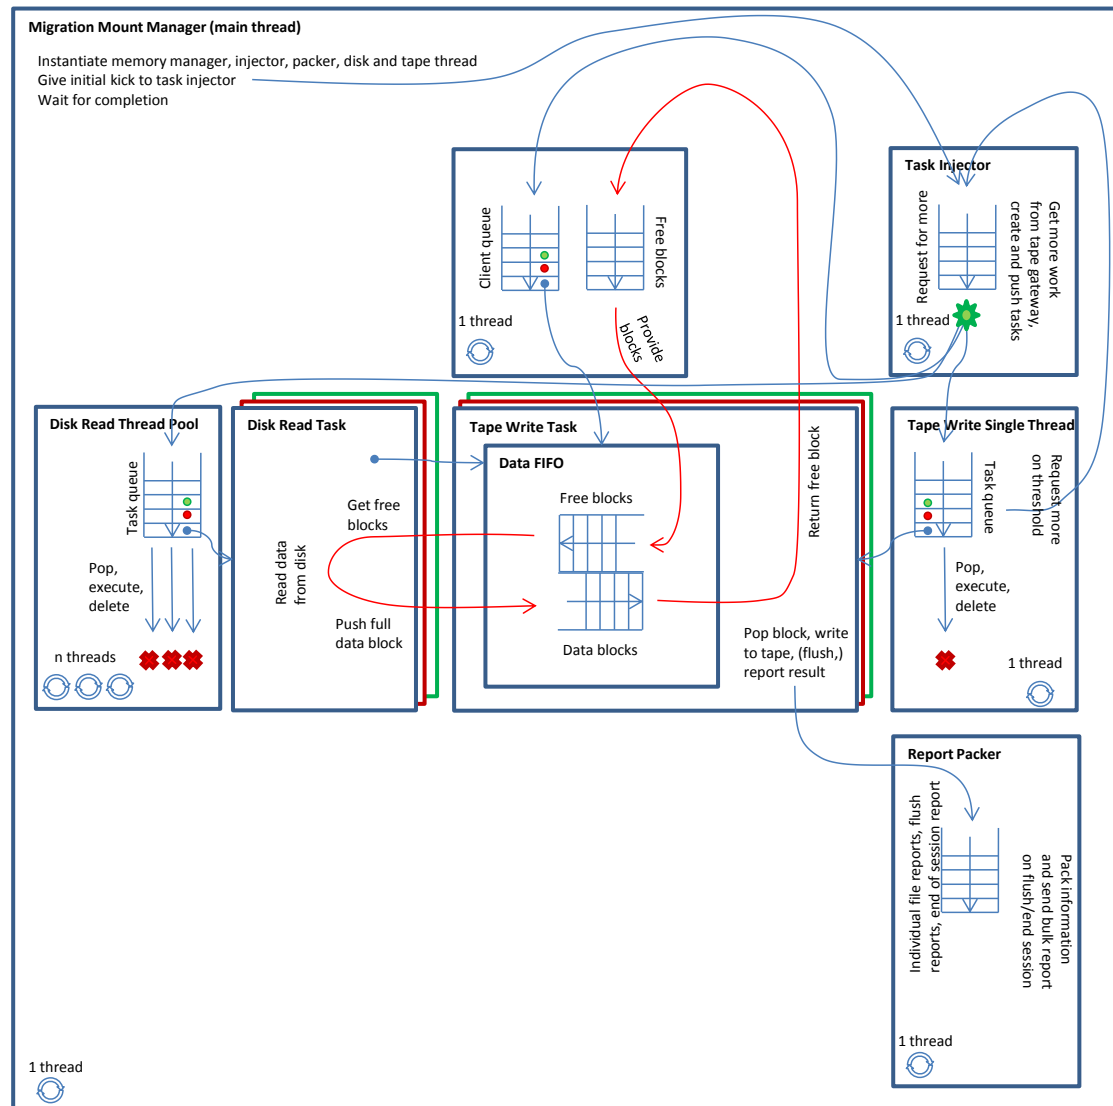 Migration Mount Manager (main thread)
Instantiate memory manager, injector, packer, disk and tape thread
Give initial kick to task injector
Wait for completion
Client queue
Free blocks
1 thread
Provide
blocks
Task Injector
Request for more
Get more work
from tape gateway,
create and push tasks
1 thread
Disk Read Thread Pool
Task queue
Pop,
execute,
delete
n threads
Disk Read Task
Get free
blocks
Read data
from disk
Push full
data block
Tape Write Task
Data FIFO
Free blocks
Data blocks
Return free block
Pop block, write
to tape, (flush,)
report result
Tape Write Single Thread
Task queue
Request more
on threshold
Pop,
execute,
delete
1 thread
Report Packer
Individual file reports, flush
reports, end of session report
Pack information
and send bulk report
on flush/end session
1 thread
1 thread